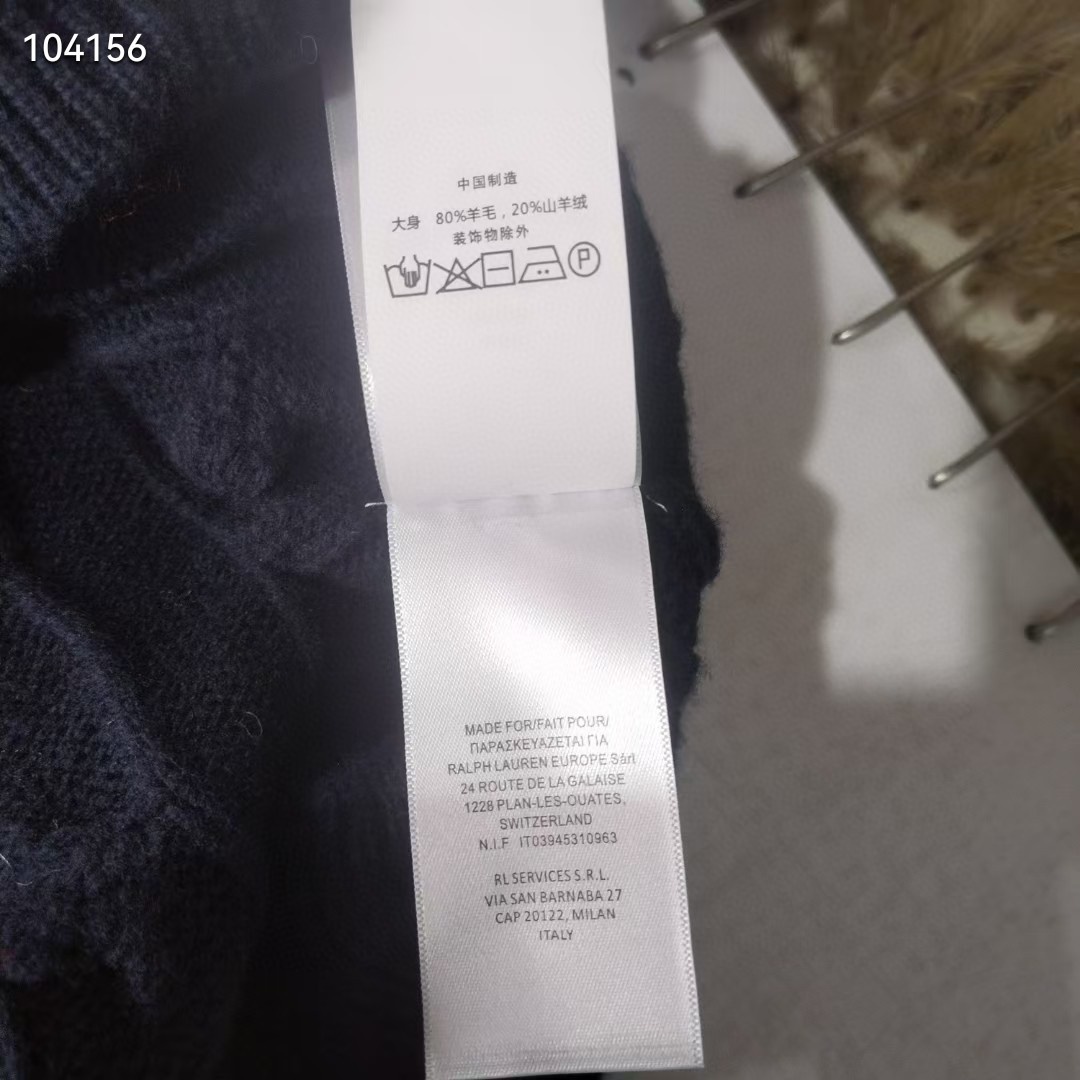 104156
中国制造
大身 80%羊毛，20%山羊绒
装饰物除外
P
MADE FOR/FAIT POUR/
ΠΑΡΑΣΚΕΥΑΖΕΤΑΙ ΓΙΑ
RALPH LAUREN EUROPE Sárl
24 ROUTE DE LA GALAISE
1228 PLAN-LES-OUATES,
SWITZERLAND
N.I.F IT03945310963
RL SERVICES S.R.L.
VIA SAN BARNABA 27
CAP 20122, MILAN
ITALY